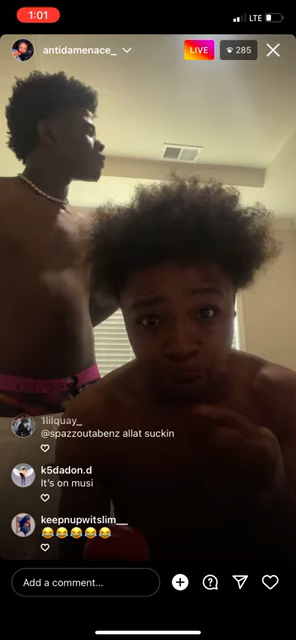 1:01
LTE
antidamenace_
LIVE
285
1lilquay_
@spazzoutabenz allat suckin
k5dadon.d
It's on musi
keepnupwitslim__
😂😂😂😂😂
Add a comment...